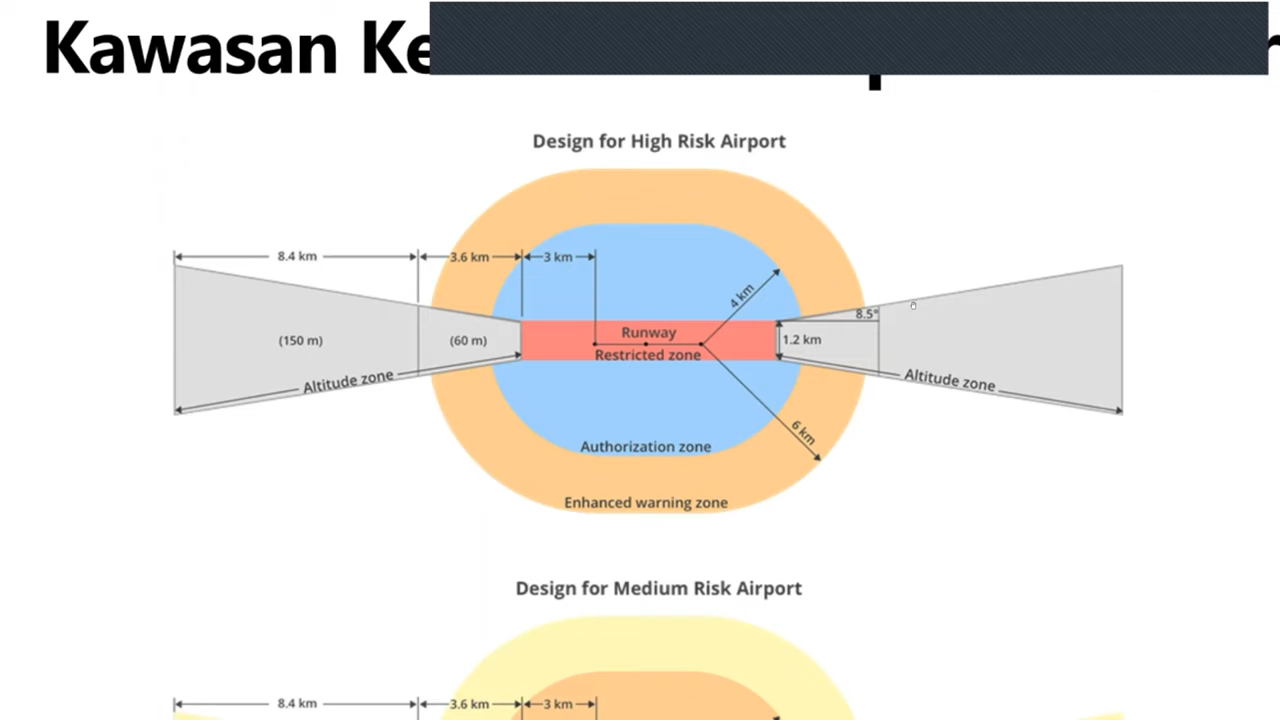 Kawasan
Design for High Risk Airport
8.4 km 3.6 km 3 km
4 km
8.5°
Runway
(150 m) (60 m) 1.2 km
Restricted zone
Altitude zone Altitude zone
6 km
Authorization zone
Enhanced warning zone
Design for Medium Risk Airport
8.4 km 3.6 km 3 km